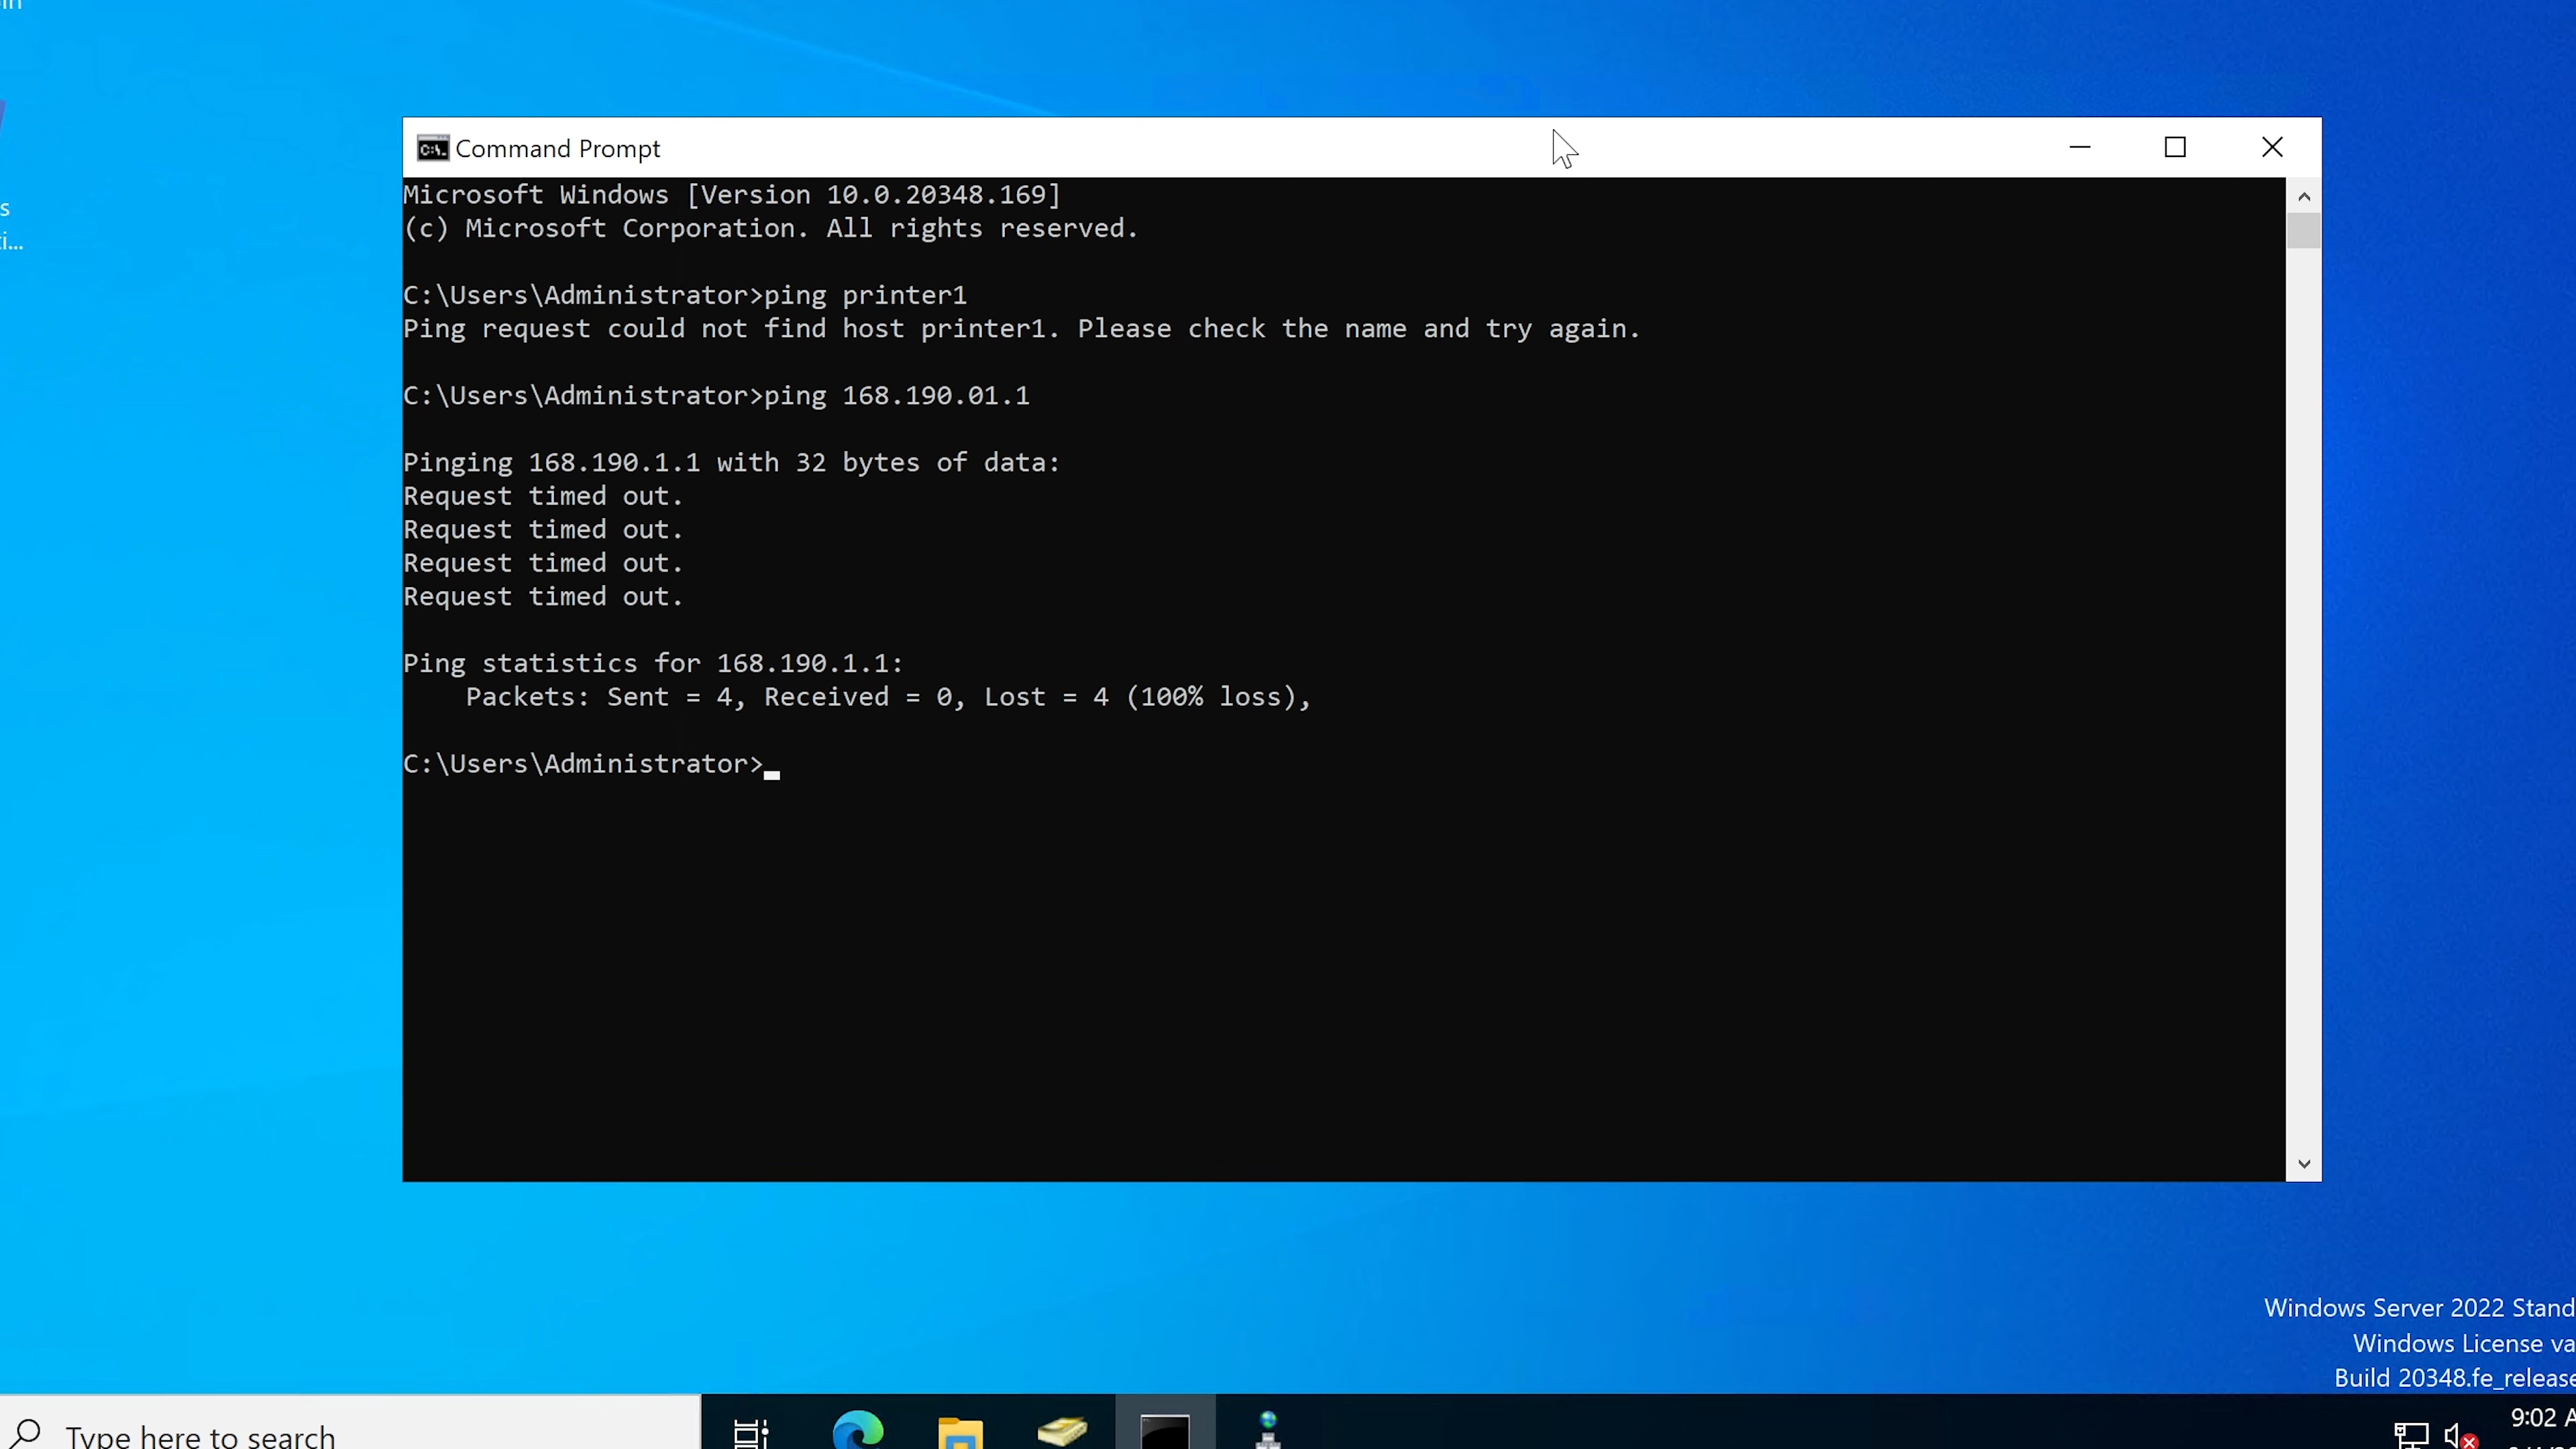 Command Prompt
Microsoft Windows [Version 10.0.20348.169]
(c) Microsoft Corporation. All rights reserved.
C:\Users\Administrator>ping printer1
Ping request could not find host printer1. Please check the name and try again.
C:\Users\Administrator>ping 168.190.01.1
Pinging 168.190.1.1 with 32 bytes of data:
Request timed out.
Request timed out.
Request timed out.
Request timed out.
Ping statistics for 168.190.1.1:
    Packets: Sent = 4, Received = 0, Lost = 4 (100% loss),
C:\Users\Administrator>
Windows Server 2022 Stand
Windows License va
Build 20348.fe_release
Type here to search
9:02 A